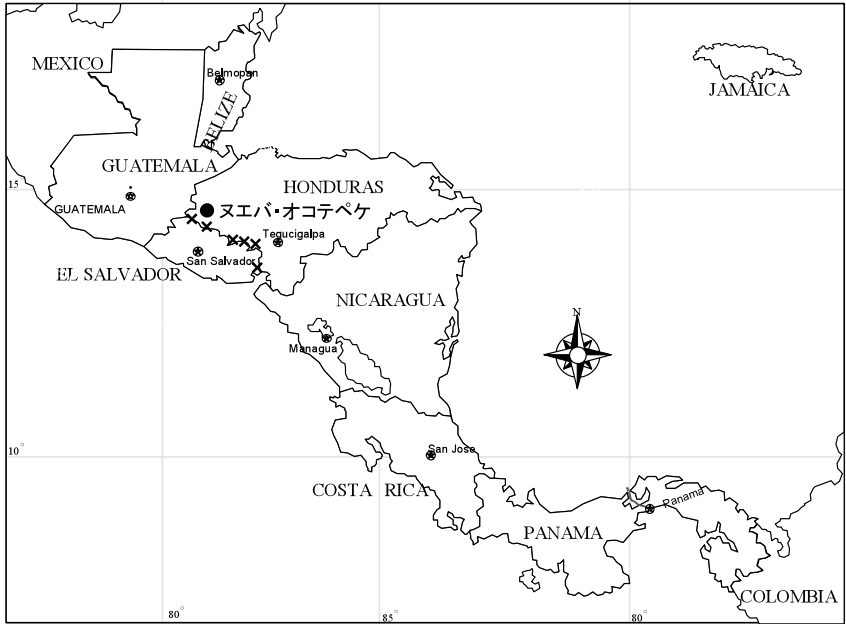 MEXICO
Belmopan
BELIZE
JAMAICA
GUATEMALA
15°
GUATEMALA
HONDURAS
ヌエバ・オコテペケ
Tegucigalpa
San Salvador
EL SALVADOR
NICARAGUA
N
Managua
10°
San Jose
COSTA RICA
Panama
PANAMA
COLOMBIA
80°
85°
80°